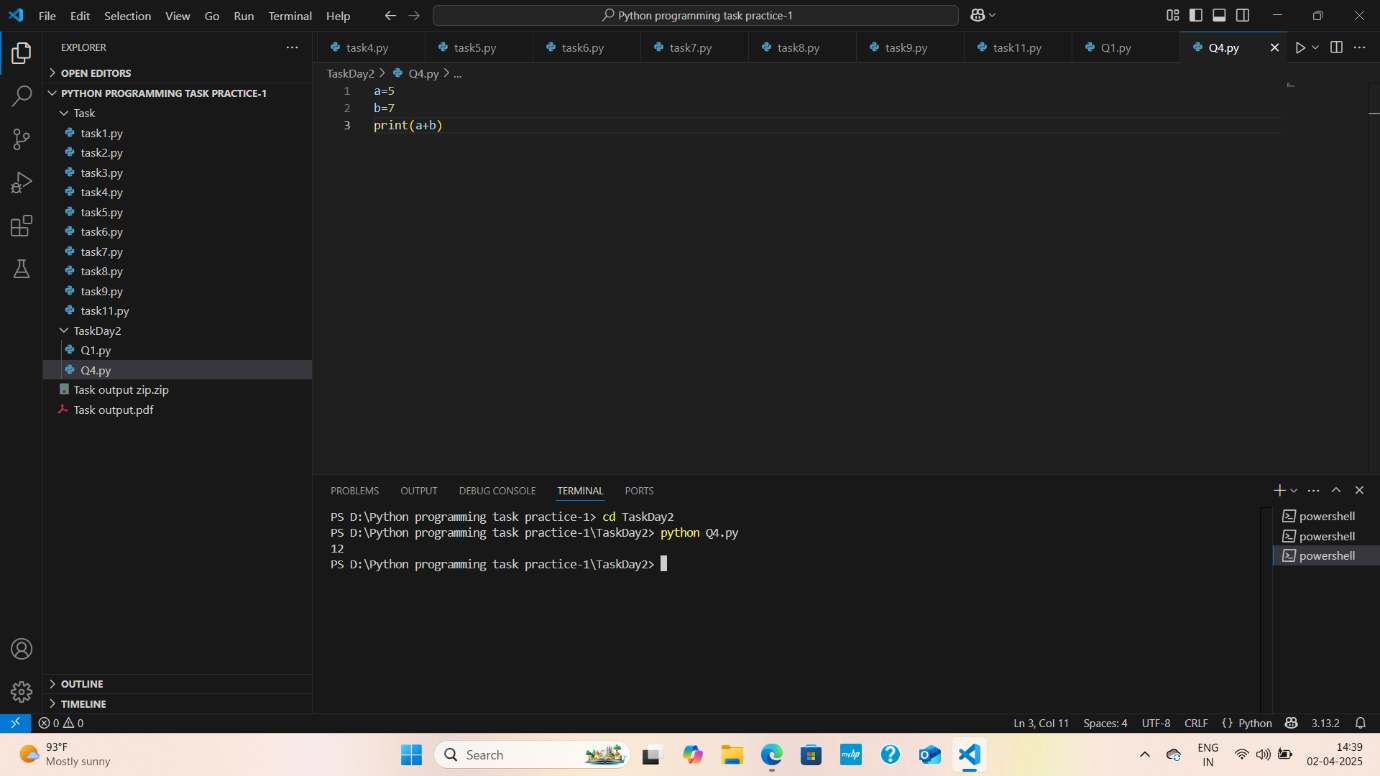 File Edit Selection View Go Run Terminal Help
Python programming task practice-1
EXPLORER
OPEN EDITORS
PYTHON PROGRAMMING TASK PRACTICE-1
Task
task1.py
task2.py
task3.py
task4.py
task5.py
task6.py
task7.py
task8.py
task9.py
task11.py
TaskDay2
Q1.py
Q4.py
Task output zip.zip
Task output.pdf
OUTLINE
TIMELINE
task4.py task5.py task6.py task7.py task8.py task9.py task11.py Q1.py Q4.py
TaskDay2 > Q4.py > ...
1 a=5
2 b=7
3 print(a+b)
PROBLEMS OUTPUT DEBUG CONSOLE TERMINAL PORTS
PS D:\Python programming task practice-1> cd TaskDay2
PS D:\Python programming task practice-1\TaskDay2> python Q4.py
12
PS D:\Python programming task practice-1\TaskDay2>
powershell
powershell
powershell
0 0 Ln 3, Col 11 Spaces: 4 UTF-8 CRLF {} Python 3.13.2
93°F
Mostly sunny
Search
myhp
ENG
IN
14:39
02-04-2025